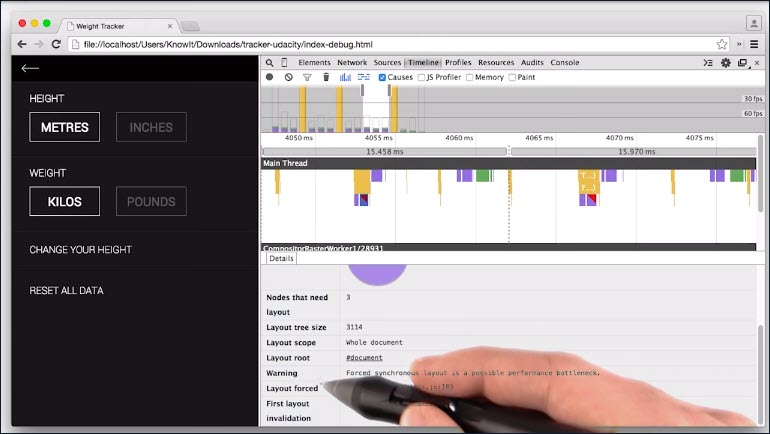 Weight Tracker
file://localhost/Users/KnowIt/Downloads/tracker-udacity/index-debug.html
HEIGHT
METRES INCHES
WEIGHT
KILOS POUNDS
CHANGE YOUR HEIGHT
RESET ALL DATA
Elements Network Sources Timeline Profiles Resources Audits Console
Causes JS Profiler Memory Paint
30 fps
60 fps
4050 ms 4055 ms 4060 ms 4065 ms 4070 ms 4075 ms
15.458 ms 15.970 ms
Main Thread
T...)
F...)
CompositorRasterWorker1/28931
Details
Nodes that need layout 3
Layout tree size 3114
Layout scope Whole document
Layout root #document
Warning Forced synchronous layout is a possible performance bottleneck.
Layout forced
First layout
invalidation